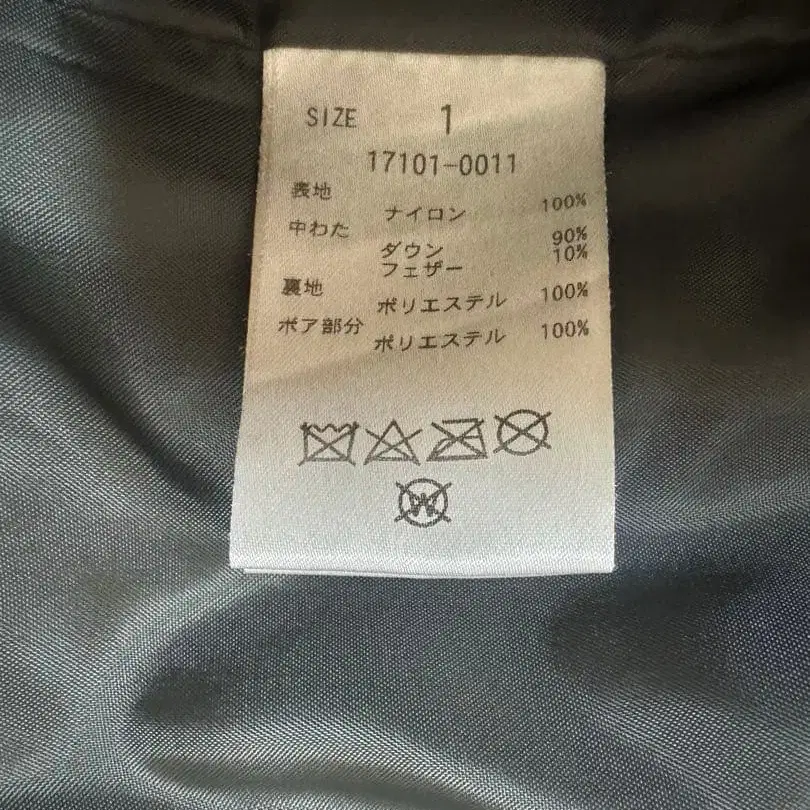 SIZE 1
17101-0011
表地 ナイロン 100%
中わた ダウン 90%
フェザー 10%
裏地 ポリエステル 100%
ボア部分 ポリエステル 100%
W